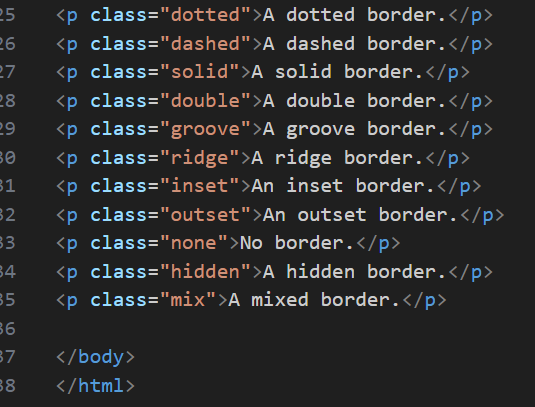 25 <p class="dotted">A dotted border.</p>
26 <p class="dashed">A dashed border.</p>
27 <p class="solid">A solid border.</p>
28 <p class="double">A double border.</p>
29 <p class="groove">A groove border.</p>
30 <p class="ridge">A ridge border.</p>
31 <p class="inset">An inset border.</p>
32 <p class="outset">An outset border.</p>
33 <p class="none">No border.</p>
34 <p class="hidden">A hidden border.</p>
35 <p class="mix">A mixed border.</p>
36
37 </body>
38 </html>